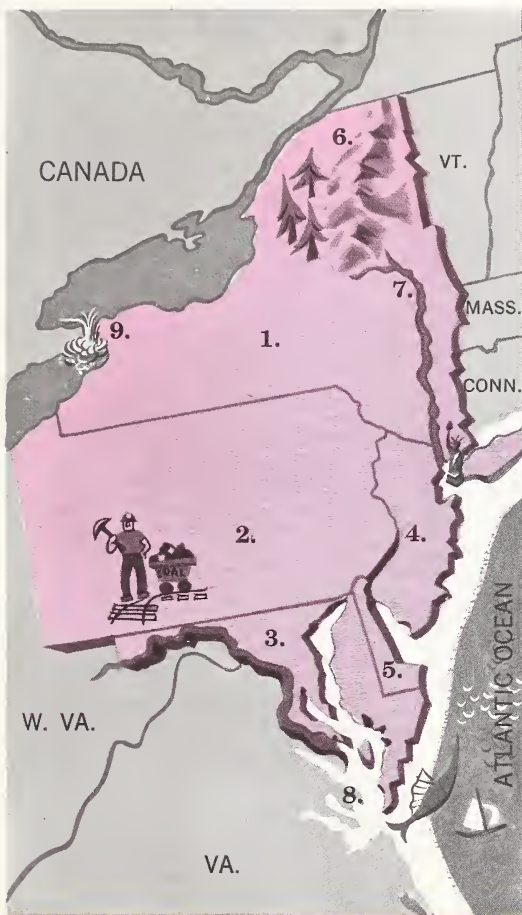 6.
VT.
CANADA
7.
MASS.
9.
1.
CONN.
2.
4.
COAL
3.
5.
ATLANTIC OCEAN
W. VA.
8.
VA.